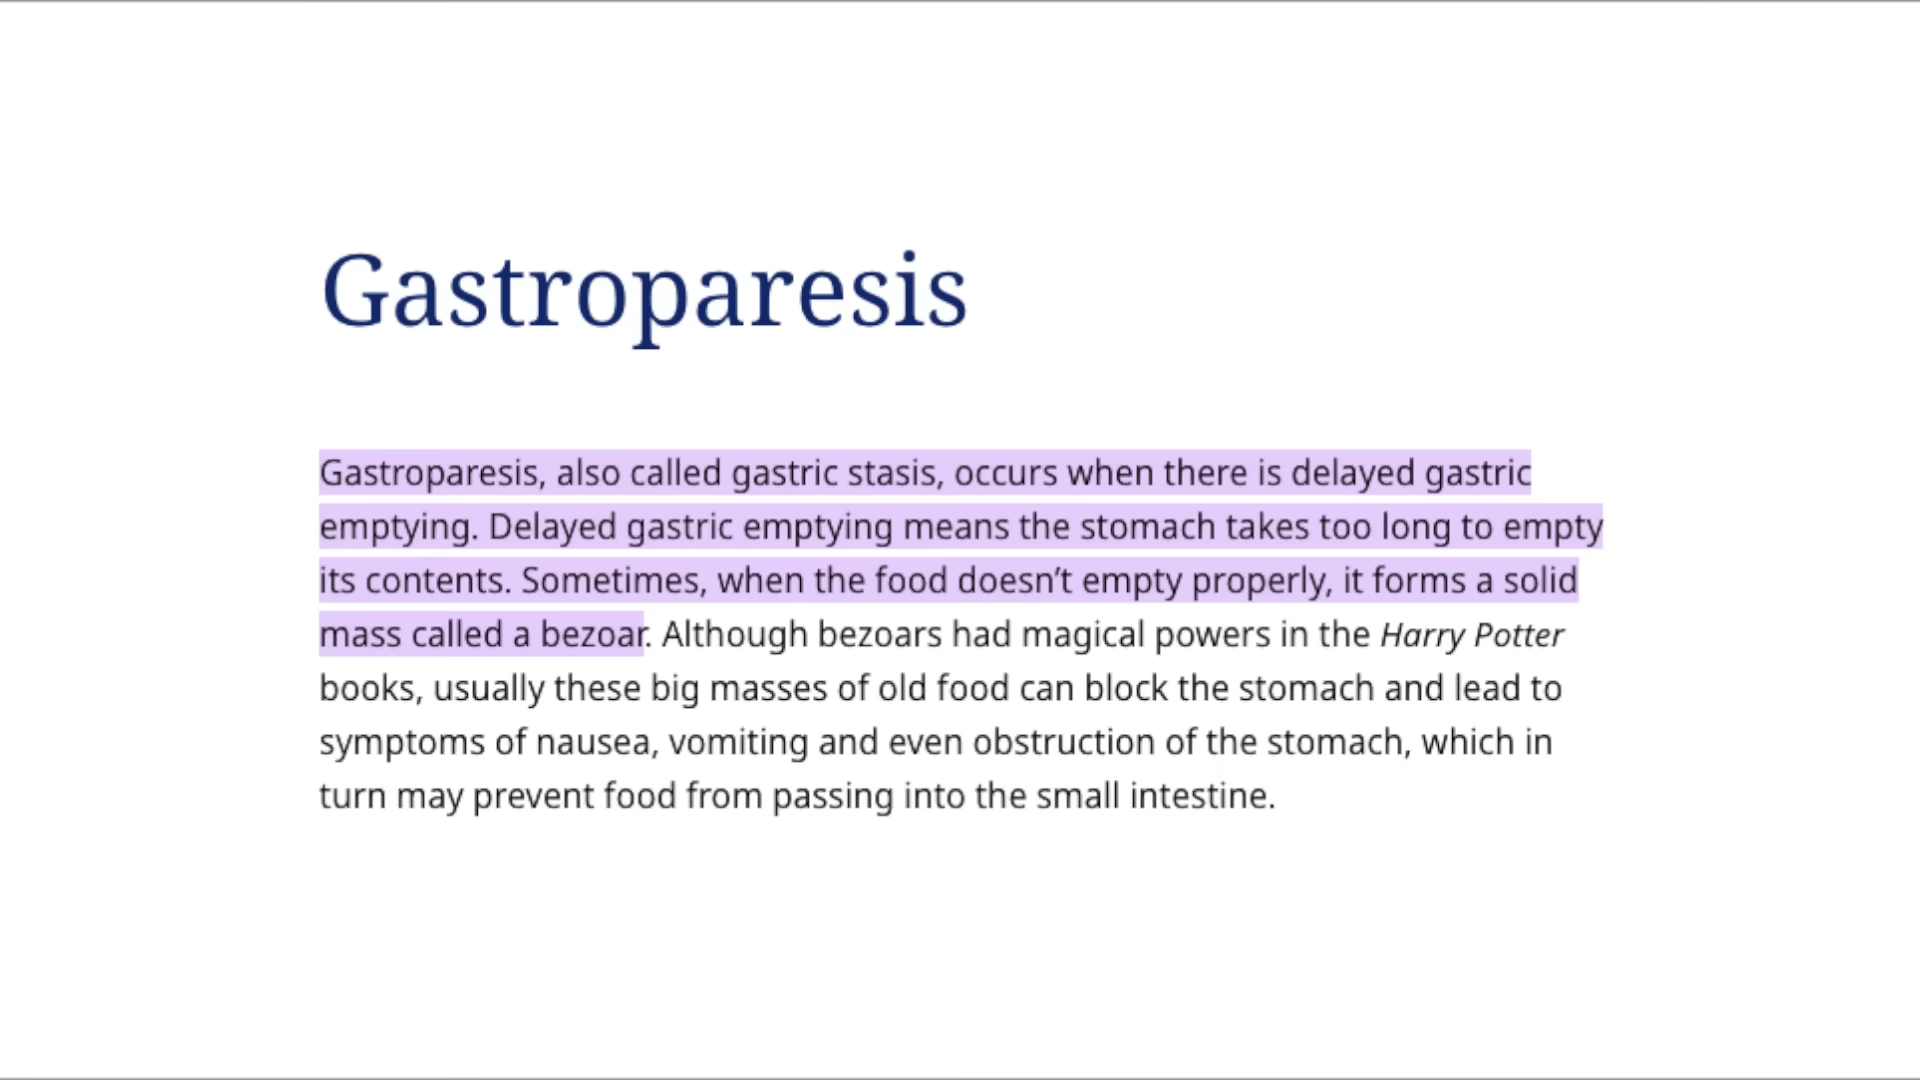 Gastroparesis
Gastroparesis, also called gastric stasis, occurs when there is delayed gastric
emptying. Delayed gastric emptying means the stomach takes too long to empty
its contents. Sometimes, when the food doesn’t empty properly, it forms a solid
mass called a bezoar. Although bezoars had magical powers in the Harry Potter
books, usually these big masses of old food can block the stomach and lead to
symptoms of nausea, vomiting and even obstruction of the stomach, which in
turn may prevent food from passing into the small intestine.